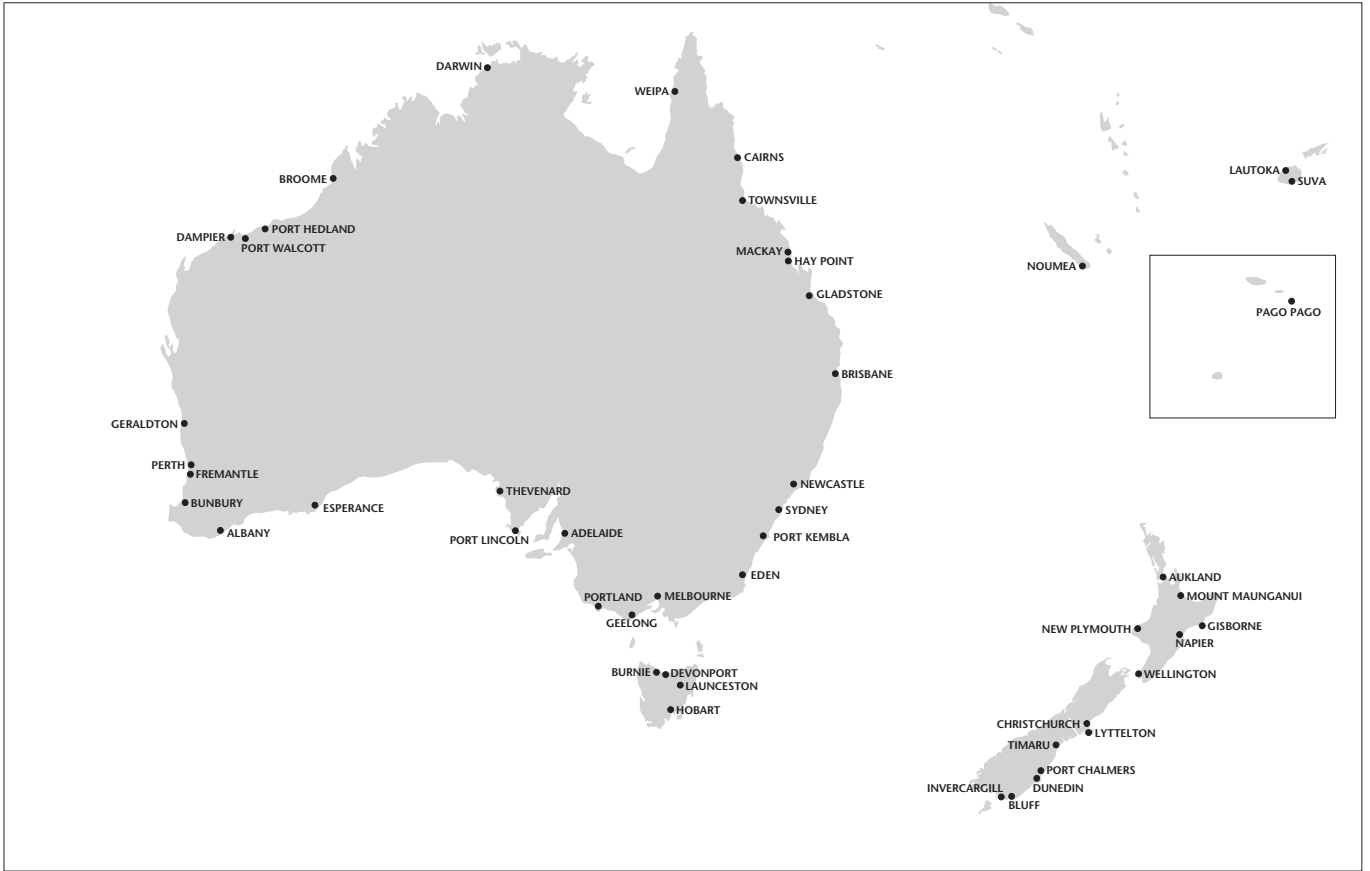 DARWIN
WEIPA
CAIRNS
BROOME
LAUTOKA
SUVA
TOWNSVILLE
PORT HEDLAND
DAMPIER
PORT WALCOTT
MACKAY
HAY POINT
NOUMEA
GLADSTONE
PAGO PAGO
BRISBANE
GERALDTON
PERTH
FREMANTLE
NEWCASTLE
THEVENARD
BUNBURY
ESPERANCE
SYDNEY
ALBANY
PORT LINCOLN
ADELAIDE
PORT KEMBLA
EDEN
AUKLAND
PORTLAND
MELBOURNE
MOUNT MAUNGANUI
GEELONG
NEW PLYMOUTH
GISBORNE
NAPIER
BURNIE
DEVONPORT
WELLINGTON
LAUNCESTON
HOBART
CHRISTCHURCH
LYTTELTON
TIMARU
PORT CHALMERS
INVERCARGILL
DUNEDIN
BLUFF